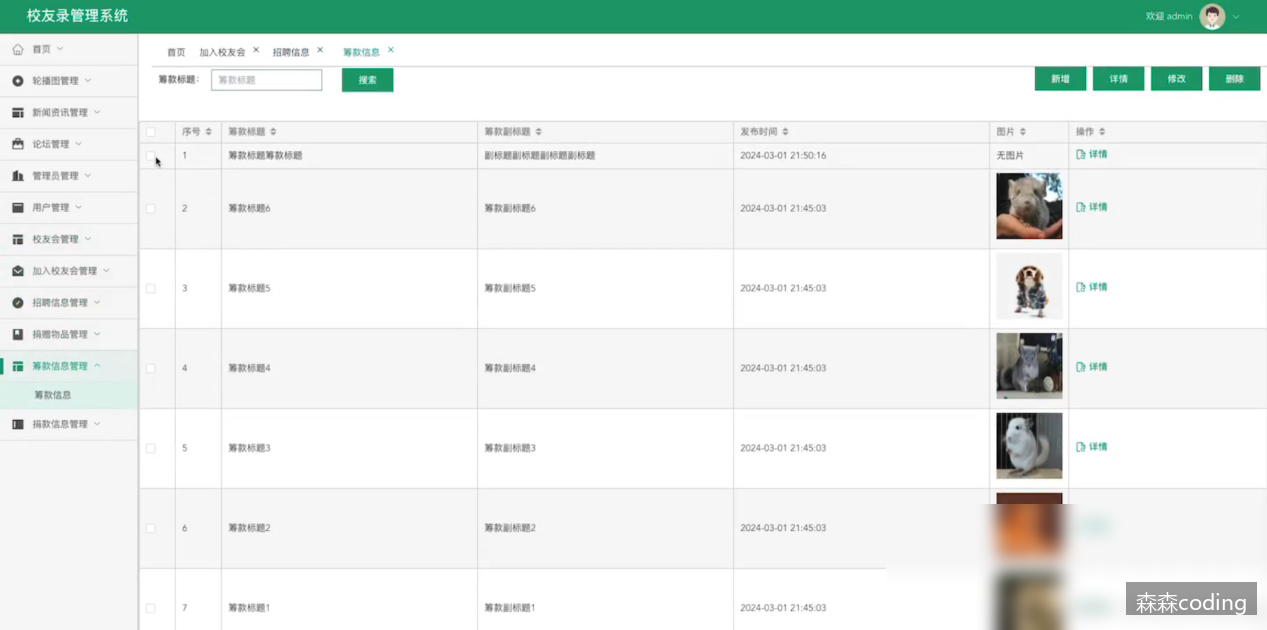 校友录管理系统
欢迎 admin
首页
轮播图管理
新闻资讯管理
论坛管理
管理员管理
用户管理
校友会管理
加入校友会管理
招聘信息管理
捐赠物品管理
筹款信息管理
筹款信息
捐款信息管理
首页 加入校友会 招聘信息 筹款信息
筹款标题: 筹款标题 搜索 新增 详情 修改 删除
序号 筹款标题 筹款副标题 发布时间 图片 操作
1 筹款标题筹款标题 副标题副标题副标题副标题 2024-03-01 21:50:16 无图片 详情
2 筹款标题6 筹款副标题6 2024-03-01 21:45:03 详情
3 筹款标题5 筹款副标题5 2024-03-01 21:45:03 详情
4 筹款标题4 筹款副标题4 2024-03-01 21:45:03 详情
5 筹款标题3 筹款副标题3 2024-03-01 21:45:03 详情
6 筹款标题2 筹款副标题2 2024-03-01 21:45:03
7 筹款标题1 筹款副标题1 2024-03-01 21:45:03
森森coding